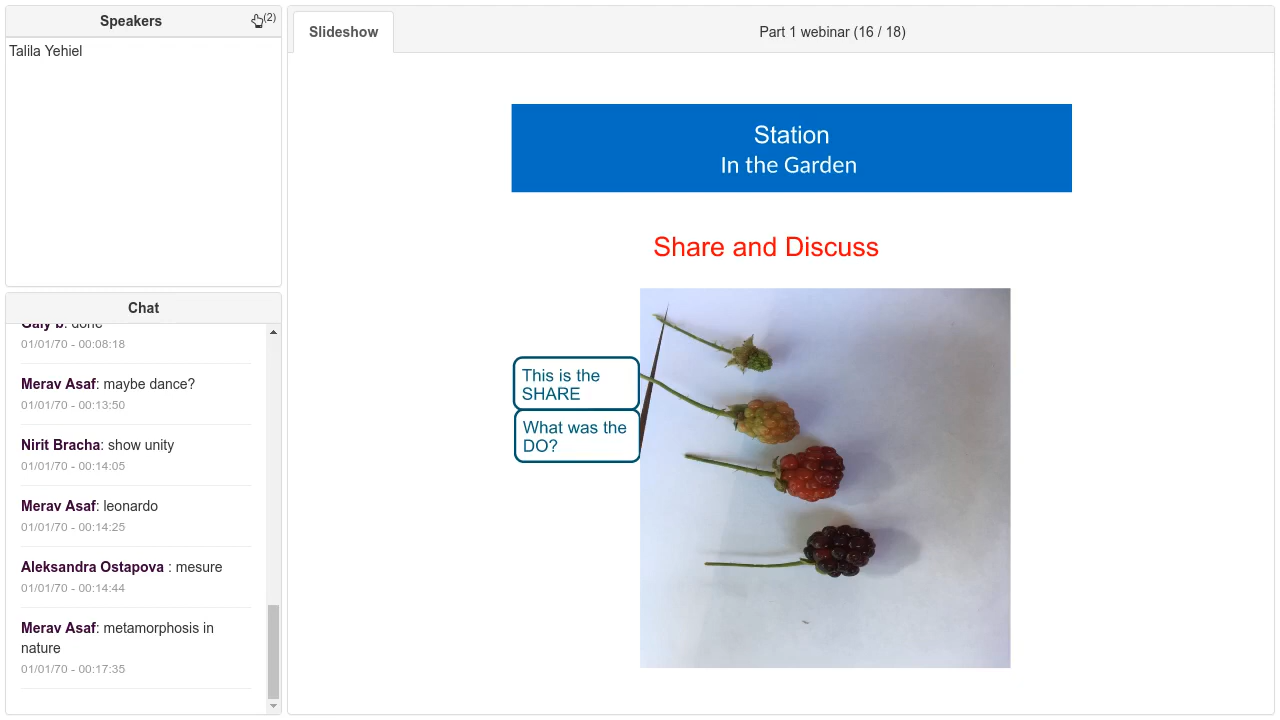 Speakers
(2)
Talila Yehiel
Chat
Galy b: done
01/01/70 - 00:08:18
Merav Asaf: maybe dance?
01/01/70 - 00:13:50
Nirit Bracha: show unity
01/01/70 - 00:14:05
Merav Asaf: leonardo
01/01/70 - 00:14:25
Aleksandra Ostapova : mesure
01/01/70 - 00:14:44
Merav Asaf: metamorphosis in
nature
01/01/70 - 00:17:35
Slideshow
Part 1 webinar (16 / 18)
Station
In the Garden
Share and Discuss
This is the
SHARE
What was the
DO?